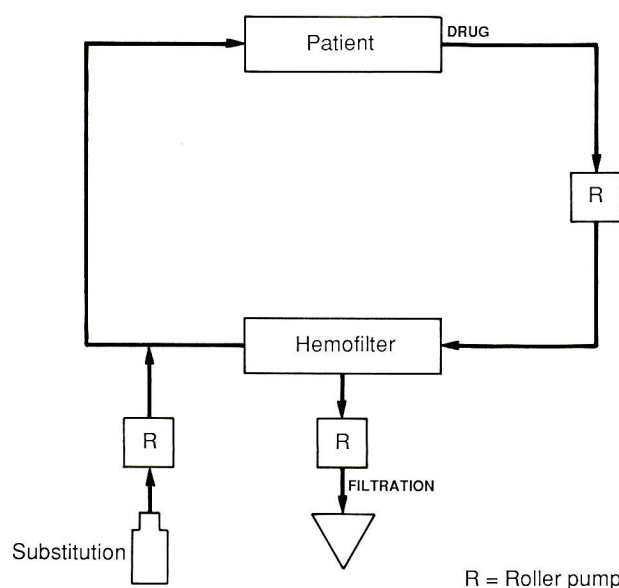 Patient
DRUG
R
Hemofilter
R
R
FILTRATION
Substitution
R = Roller pump